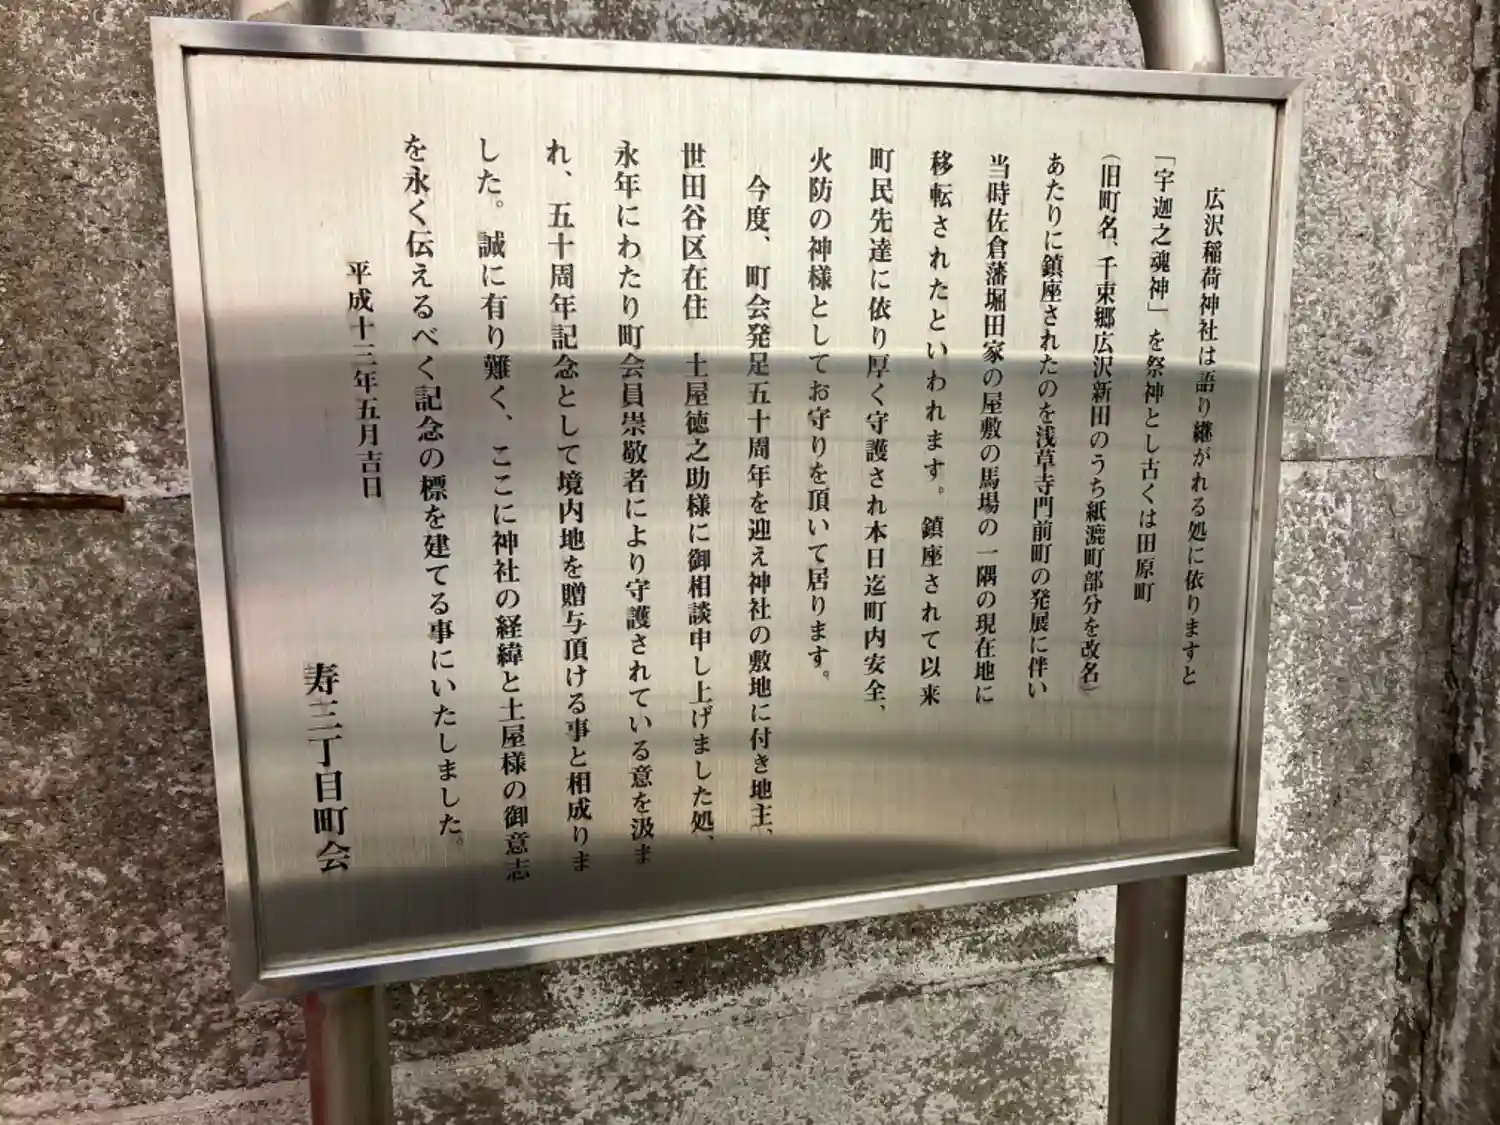 広沢稲荷神社は語り継がれる処に依りますと
「宇迦之魂神」を祭神とし古くは田原町
（旧町名、千束郷広沢新田のうち紙漉町部分を改名）
あたりに鎮座されたのを浅草寺門前町の発展に伴い
当時佐倉藩堀田家の屋敷の馬場の一隅の現在地に
移転されたといわれます。鎮座されて以来
町民先達に依り厚く守護され本日迄町内安全、
火防の神様としてお守りを頂いて居ります。
今度、町会発足五十周年を迎え神社の敷地に付き地主、
世田谷区在住　土屋徳之助様に御相談申し上げました処、
永年にわたり町会員崇敬者により守護されている意を汲ま
れ、五十周年記念として境内地を贈与頂ける事と相成りま
した。誠に有り難く、ここに神社の経緯と土屋様の御意志
を永く伝えるべく記念の標を建てる事にいたしました。
平成十三年五月吉日
寿三丁目町会